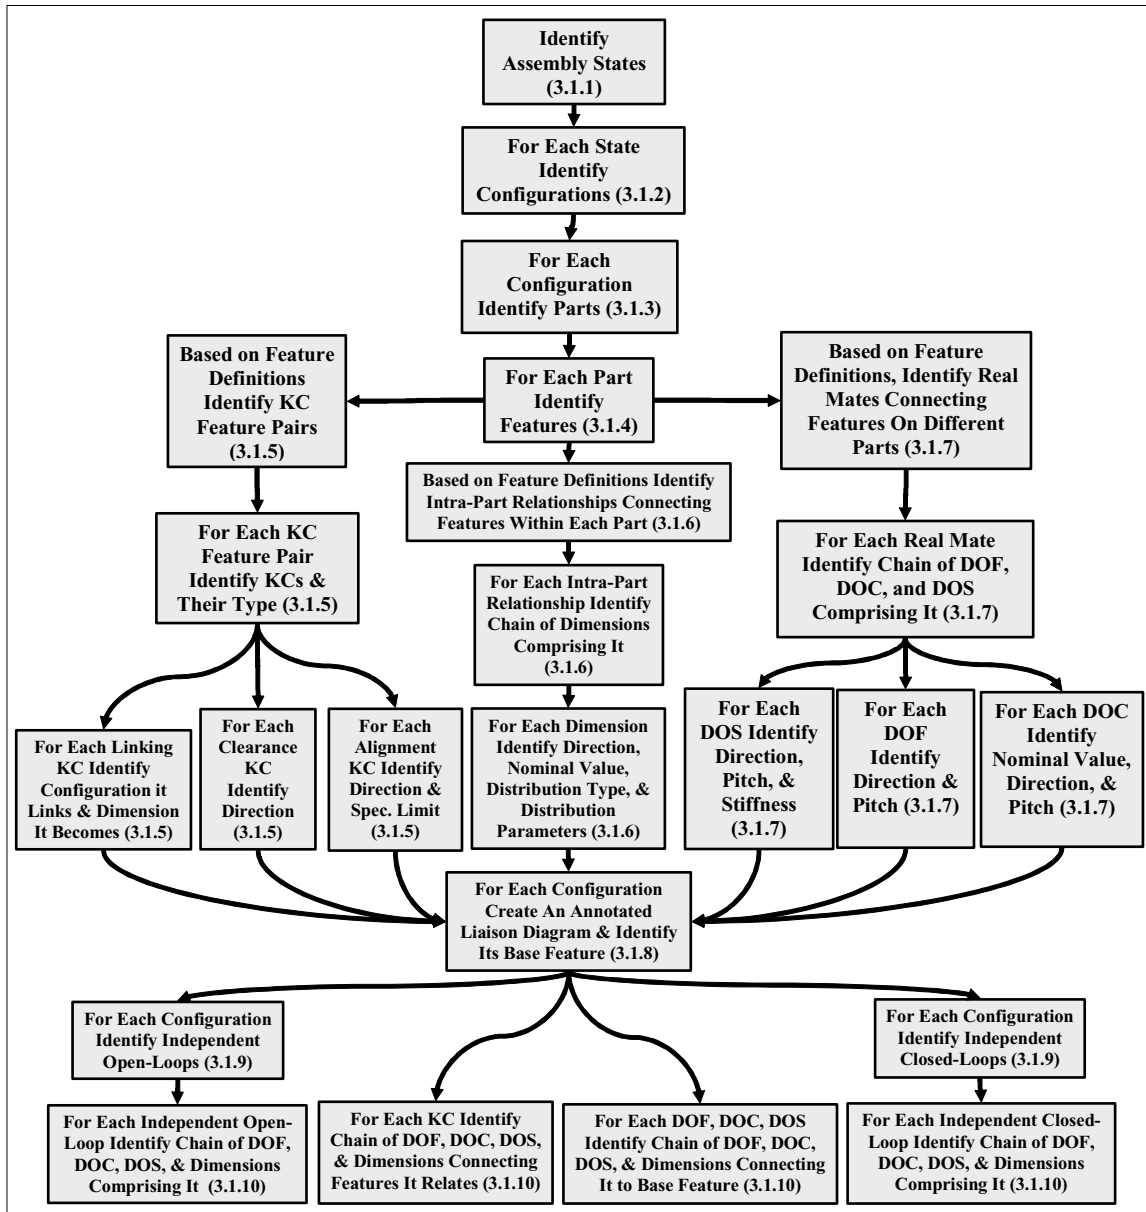 Identify
Assembly States
(3.1.1)
For Each State
Identify
Configurations (3.1.2)
For Each
Configuration
Identify Parts (3.1.3)
Based on Feature
Definitions
Identify KC
Feature Pairs
(3.1.5)
For Each Part
Identify
Features (3.1.4)
Based on Feature
Definitions, Identify Real
Mates Connecting
Features On Different
Parts (3.1.7)
Based on Feature Definitions Identify
Intra-Part Relationships Connecting
Features Within Each Part (3.1.6)
For Each KC
Feature Pair
Identify KCs &
Their Type (3.1.5)
For Each Intra-Part
Relationship Identify
Chain of Dimensions
Comprising It
(3.1.6)
For Each Real Mate
Identify Chain of DOF,
DOC, and DOS
Comprising It (3.1.7)
For Each Linking
KC Identify
Configuration it
Links & Dimension
It Becomes (3.1.5)
For Each
Clearance
KC
Identify
Direction
(3.1.5)
For Each
Alignment
KC Identify
Direction &
Spec. Limit
(3.1.5)
For Each Dimension
Identify Direction,
Nominal Value,
Distribution Type, &
Distribution
Parameters (3.1.6)
For Each
DOS Identify
Direction,
Pitch, &
Stiffness
(3.1.7)
For Each
DOF
Identify
Direction &
Pitch (3.1.7)
For Each DOC
Identify
Nominal Value,
Direction, &
Pitch (3.1.7)
For Each Configuration
Create An Annotated
Liaison Diagram & Identify
Its Base Feature (3.1.8)
For Each Configuration
Identify Independent
Open-Loops (3.1.9)
For Each Configuration
Identify Independent
Closed-Loops (3.1.9)
For Each Independent Open-
Loop Identify Chain of DOF,
DOC, DOS, & Dimensions
Comprising It (3.1.10)
For Each KC Identify
Chain of DOF, DOC, DOS,
& Dimensions Connecting
Features It Relates (3.1.10)
For Each DOF, DOC, DOS
Identify Chain of DOF, DOC,
DOS, & Dimensions Connecting
It to Base Feature (3.1.10)
For Each Independent Closed-
Loop Identify Chain of DOF,
DOC, DOS, & Dimensions
Comprising It (3.1.10)